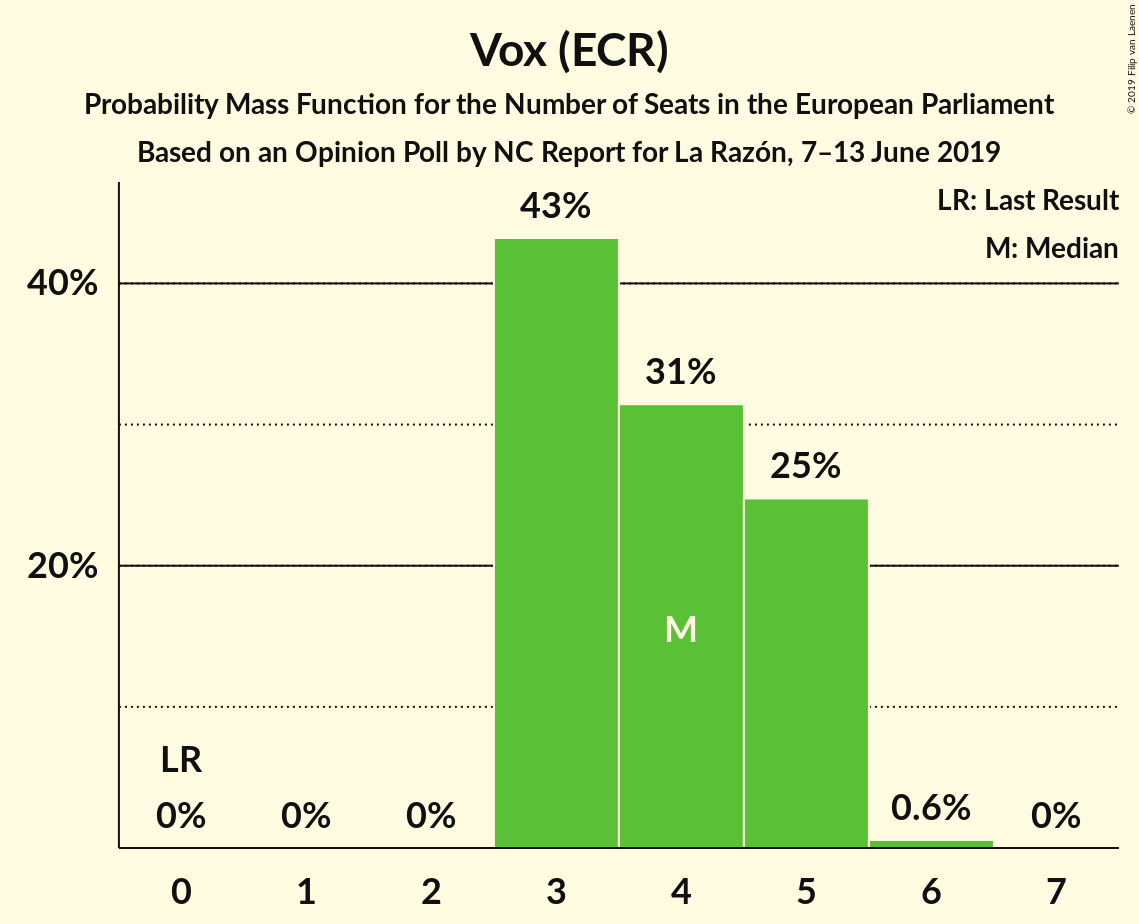 Vox (ECR)
Probability Mass Function for the Number of Seats in the European Parliament
Based on an Opinion Poll by NC Report for La Razón, 7–13 June 2019
© 2019 Filip van Laenen
LR: Last Result
M: Median
43%
40%
31%
25%
20%
M
LR
0%
0%
0%
0.6%
0%
0
1
2
3
4
5
6
7